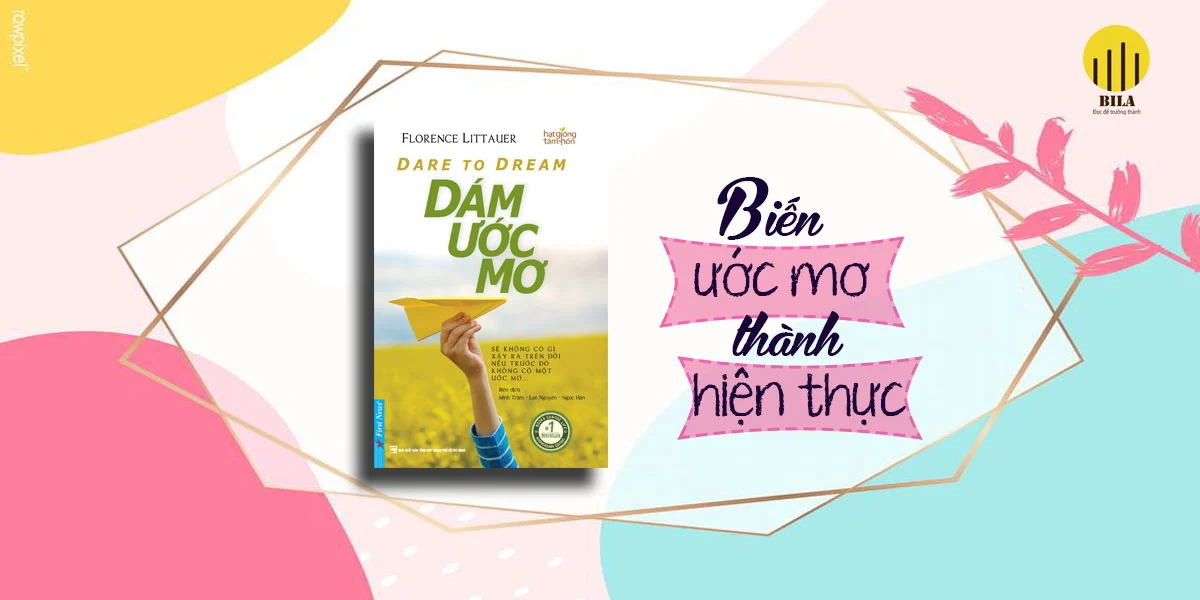 rawpixel
BILA
Đọc để trưởng thành
FLORENCE LITTAUER
hạt giống
tâm hồn
DARE TO DREAM
DÁM
ƯỚC
MƠ
SẼ KHÔNG CÓ GÌ
XẢY RA TRÊN ĐỜI
NẾU TRƯỚC ĐÓ
KHÔNG CÓ MỘT
ƯỚC MƠ...
Biên dịch
Minh Trâm - Lan Nguyên - Ngọc Hân
First News
#1
Biến
ước mơ
thành
hiện thực